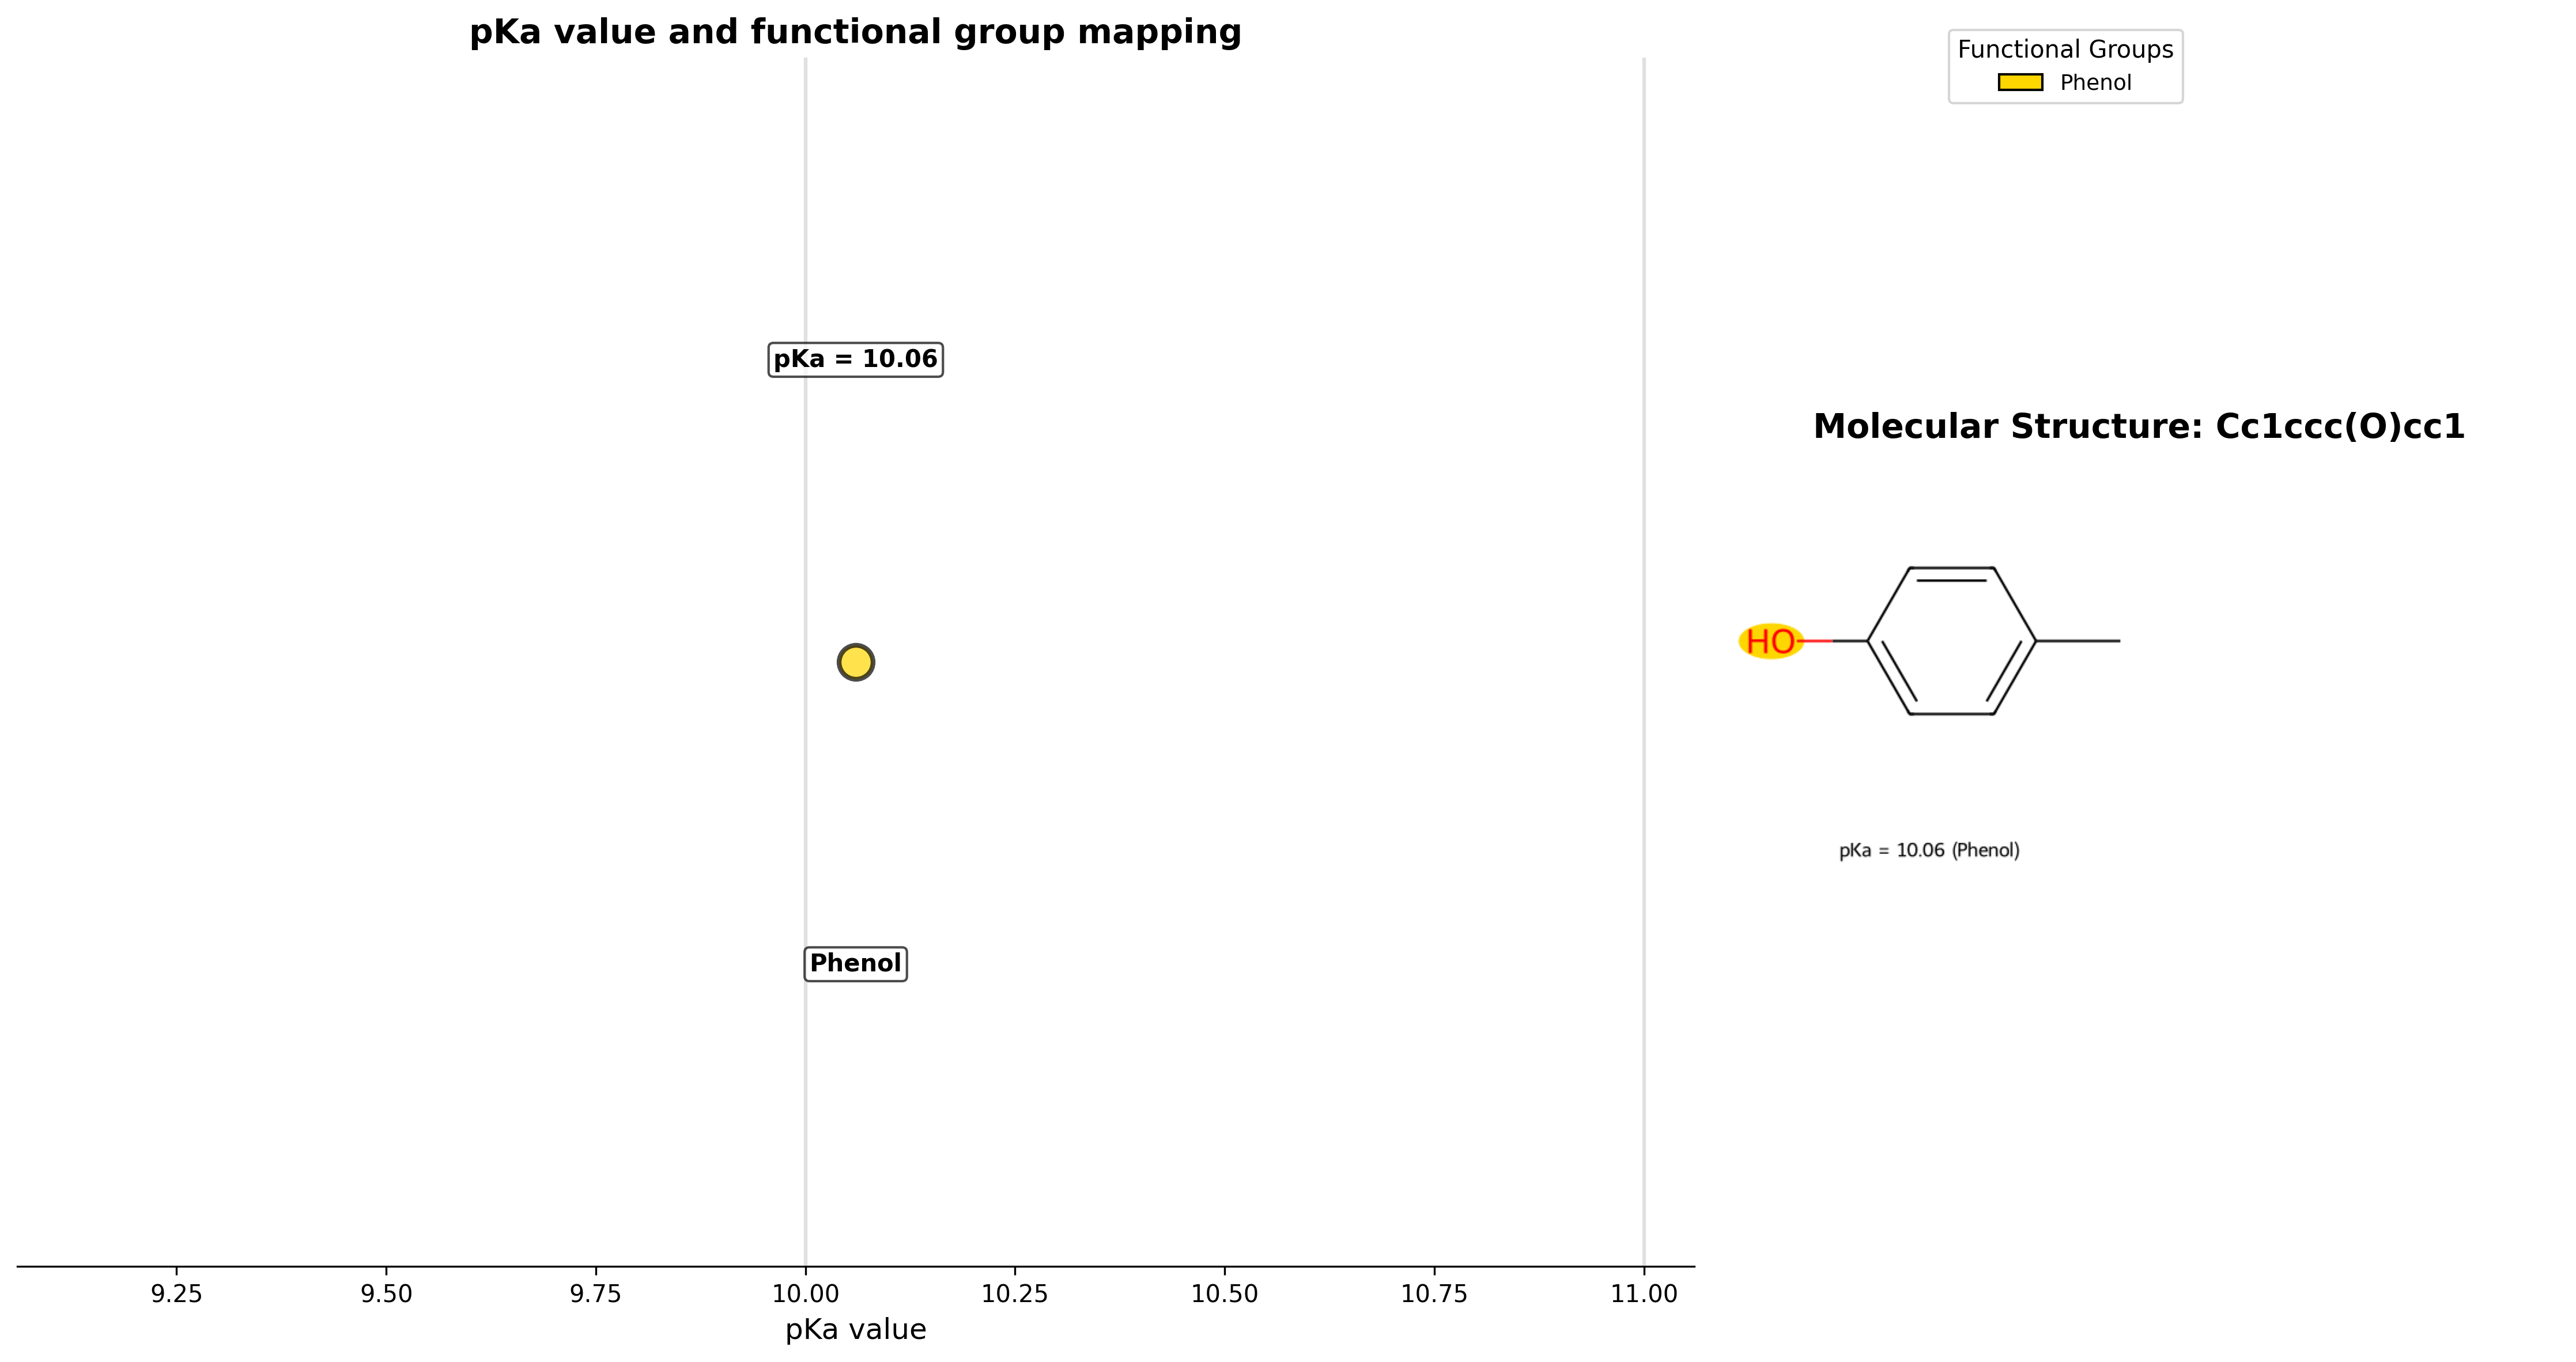 pKa value and functional group mapping
pKa = 10.06
Phenol
9.25 9.50 9.75 10.00 10.25 10.50 10.75 11.00
pKa value
Functional Groups
Phenol
Molecular Structure: Cc1ccc(O)cc1
HO
pKa = 10.06 (Phenol)